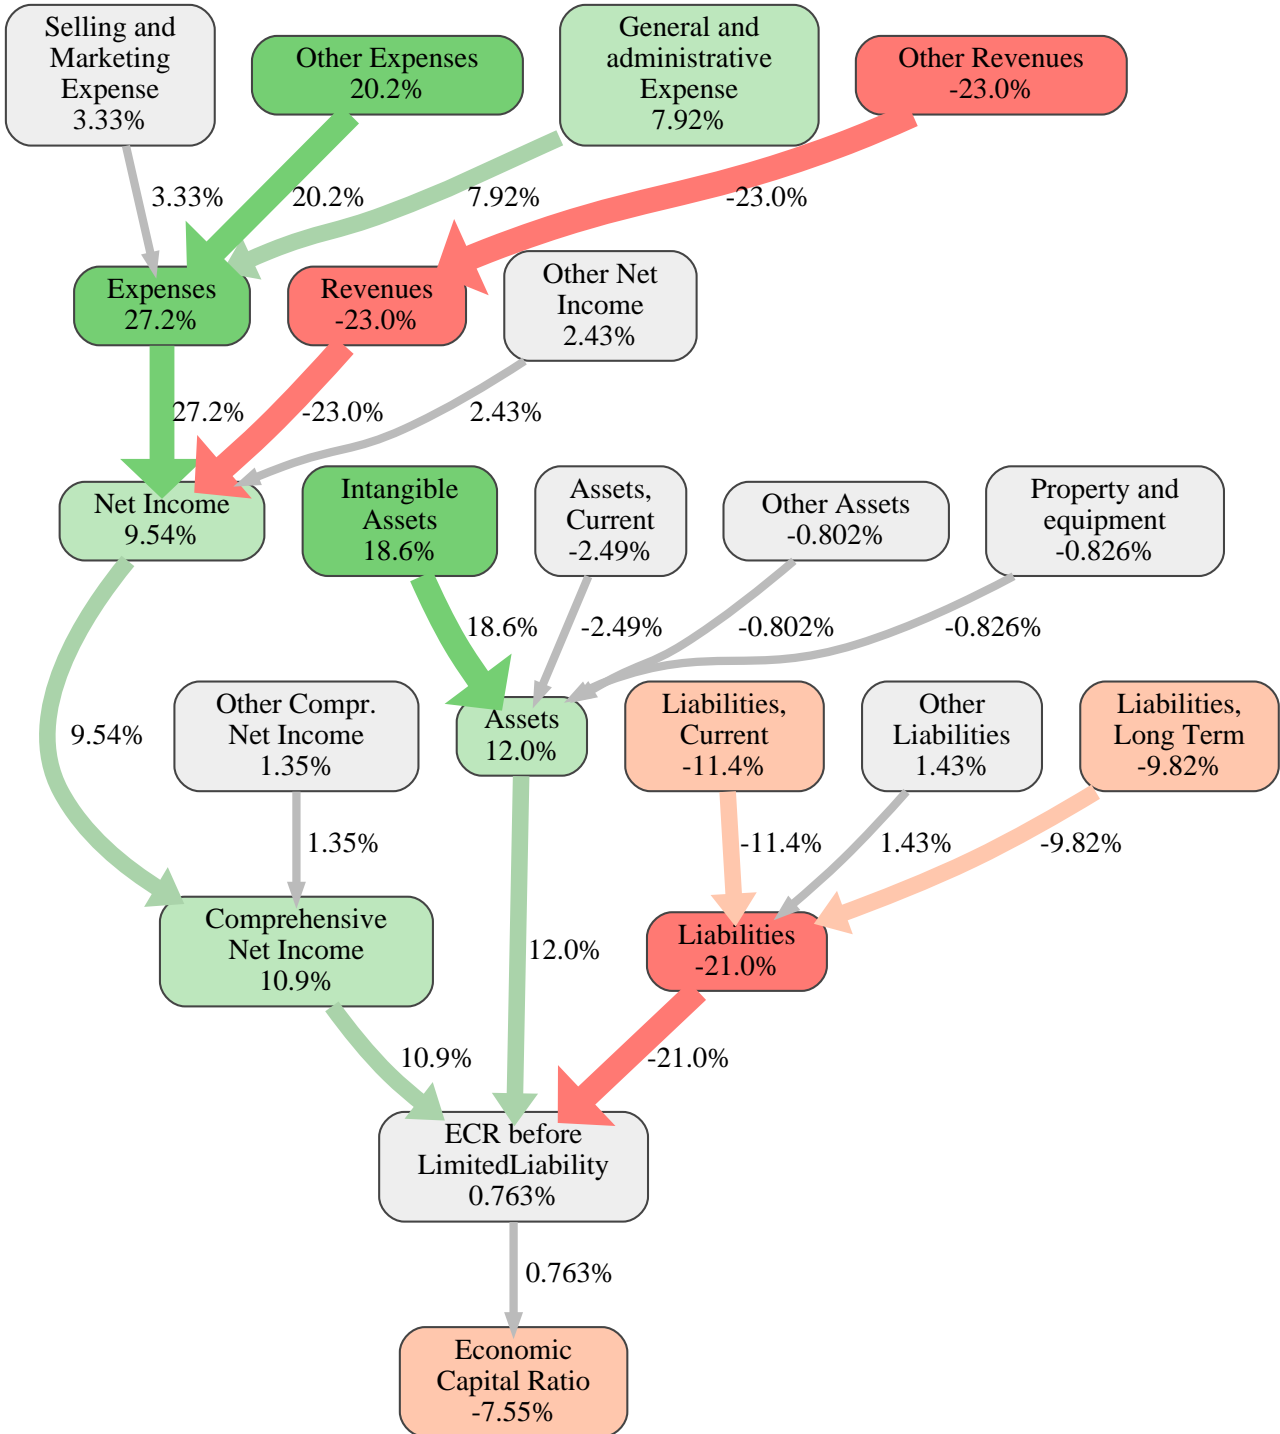 Selling and
Marketing
Expense
3.33%
Other Expenses
20.2%
General and
administrative
Expense
7.92%
Other Revenues
-23.0%
3.33%
20.2%
7.92%
-23.0%
Expenses
27.2%
Revenues
-23.0%
Other Net
Income
2.43%
27.2%
-23.0%
2.43%
Net Income
9.54%
Intangible
Assets
18.6%
Assets,
Current
-2.49%
Other Assets
-0.802%
Property and
equipment
-0.826%
18.6%
-2.49%
-0.802%
-0.826%
9.54%
Other Compr.
Net Income
1.35%
Assets
12.0%
Liabilities,
Current
-11.4%
Other
Liabilities
1.43%
Liabilities,
Long Term
-9.82%
1.35%
-11.4%
1.43%
-9.82%
Comprehensive
Net Income
10.9%
12.0%
Liabilities
-21.0%
10.9%
-21.0%
ECR before
LimitedLiability
0.763%
0.763%
Economic
Capital Ratio
-7.55%